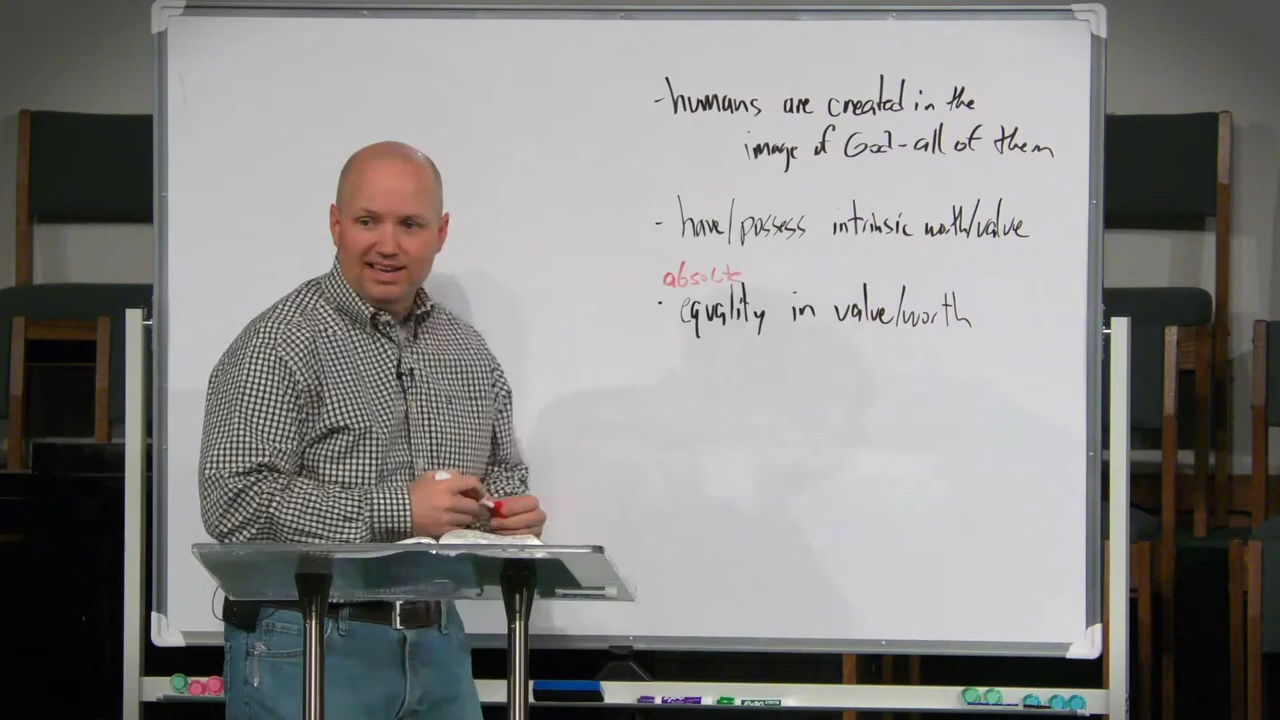 - humans are created in the
image of God - all of them
- have/possess intrinsic worth/value
absolute
· equality in value/worth
EXPO